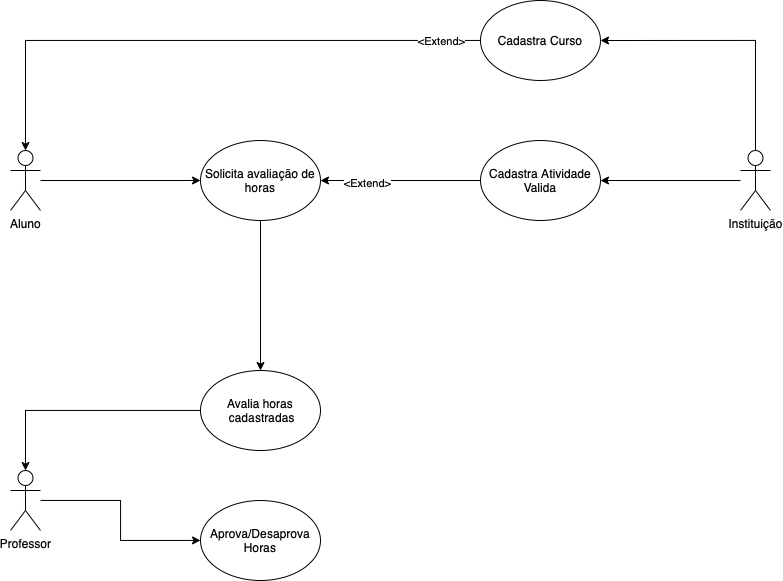 <Extend>
Cadastra Curso
Solicita avaliação de
horas
<Extend>
Cadastra Atividade
Valida
Aluno
Instituição
Avalia horas
cadastradas
Professor
Aprova/Desaprova
Horas